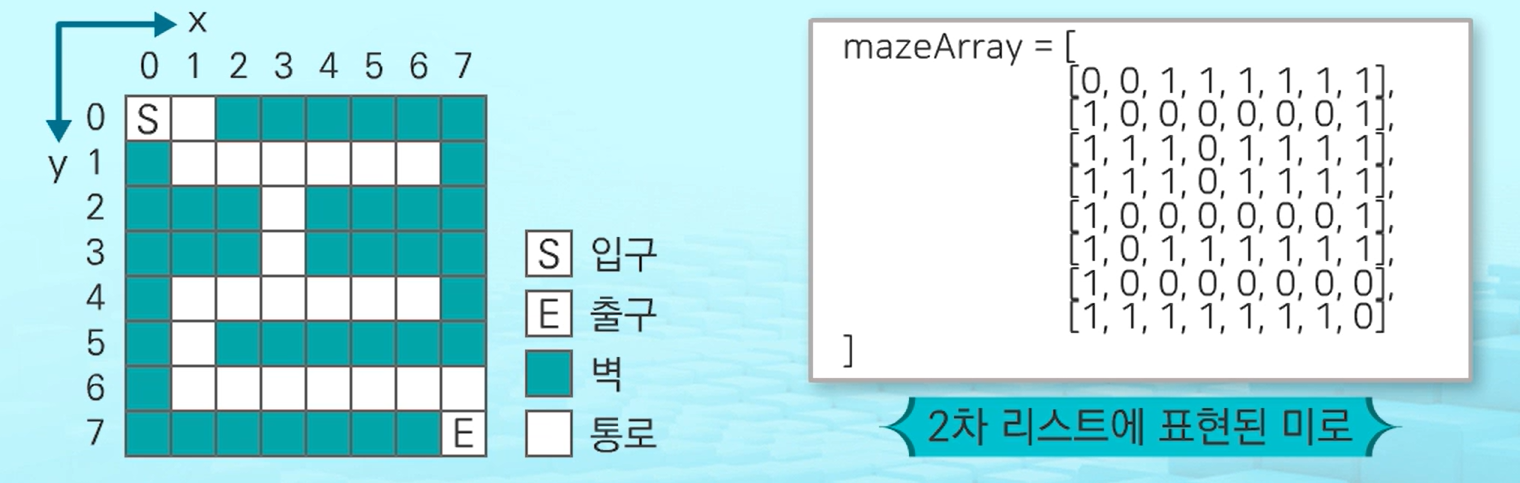 x
0 1 2 3 4 5 6 7
0 S
y 1
2
3
4
5
6
7 E
S 입구
E 출구
벽
통로
mazeArray = [
[0, 0, 1, 1, 1, 1, 1, 1],
[1, 0, 0, 0, 0, 0, 0, 1],
[1, 1, 1, 0, 1, 1, 1, 1],
[1, 1, 1, 0, 1, 1, 1, 1],
[1, 0, 0, 0, 0, 0, 0, 1],
[1, 0, 1, 1, 1, 1, 1, 1],
[1, 0, 0, 0, 0, 0, 0, 0],
[1, 1, 1, 1, 1, 1, 1, 0]
]
2차 리스트에 표현된 미로